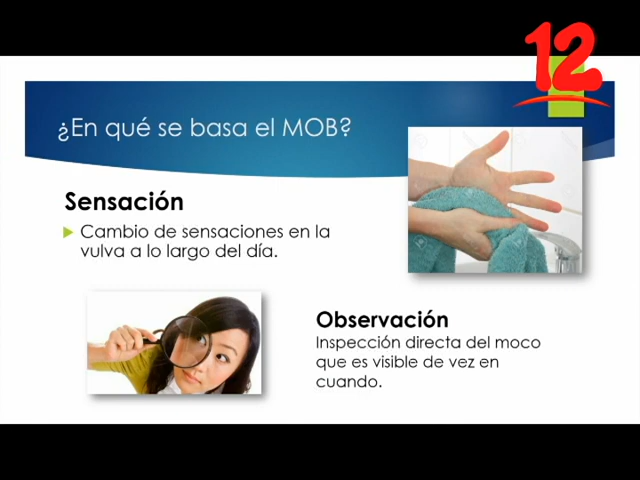 12
¿En qué se basa el MOB?
Sensación
Cambio de sensaciones en la
vulva a lo largo del día.
Observación
Inspección directa del moco
que es visible de vez en
cuando.